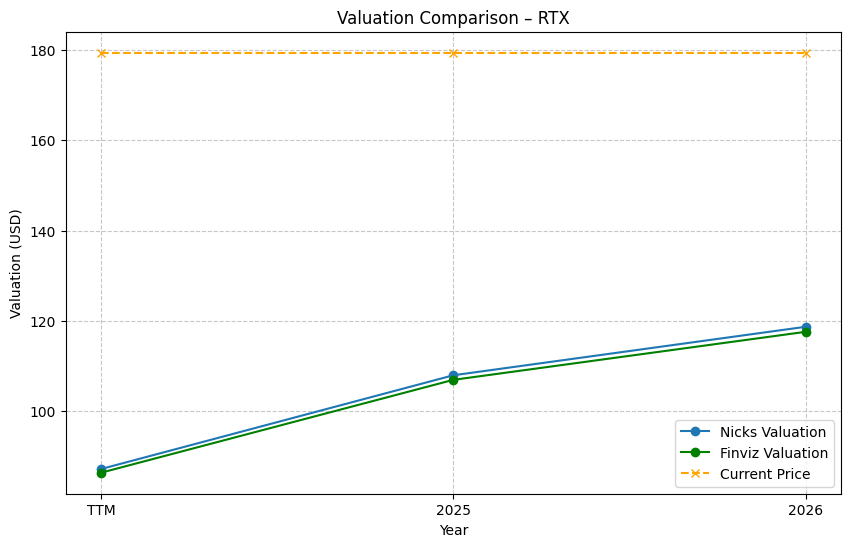 Valuation Comparison – RTX
Valuation (USD)
180
160
140
120
100
TTM
2025
2026
Year
Nicks Valuation
Finviz Valuation
Current Price